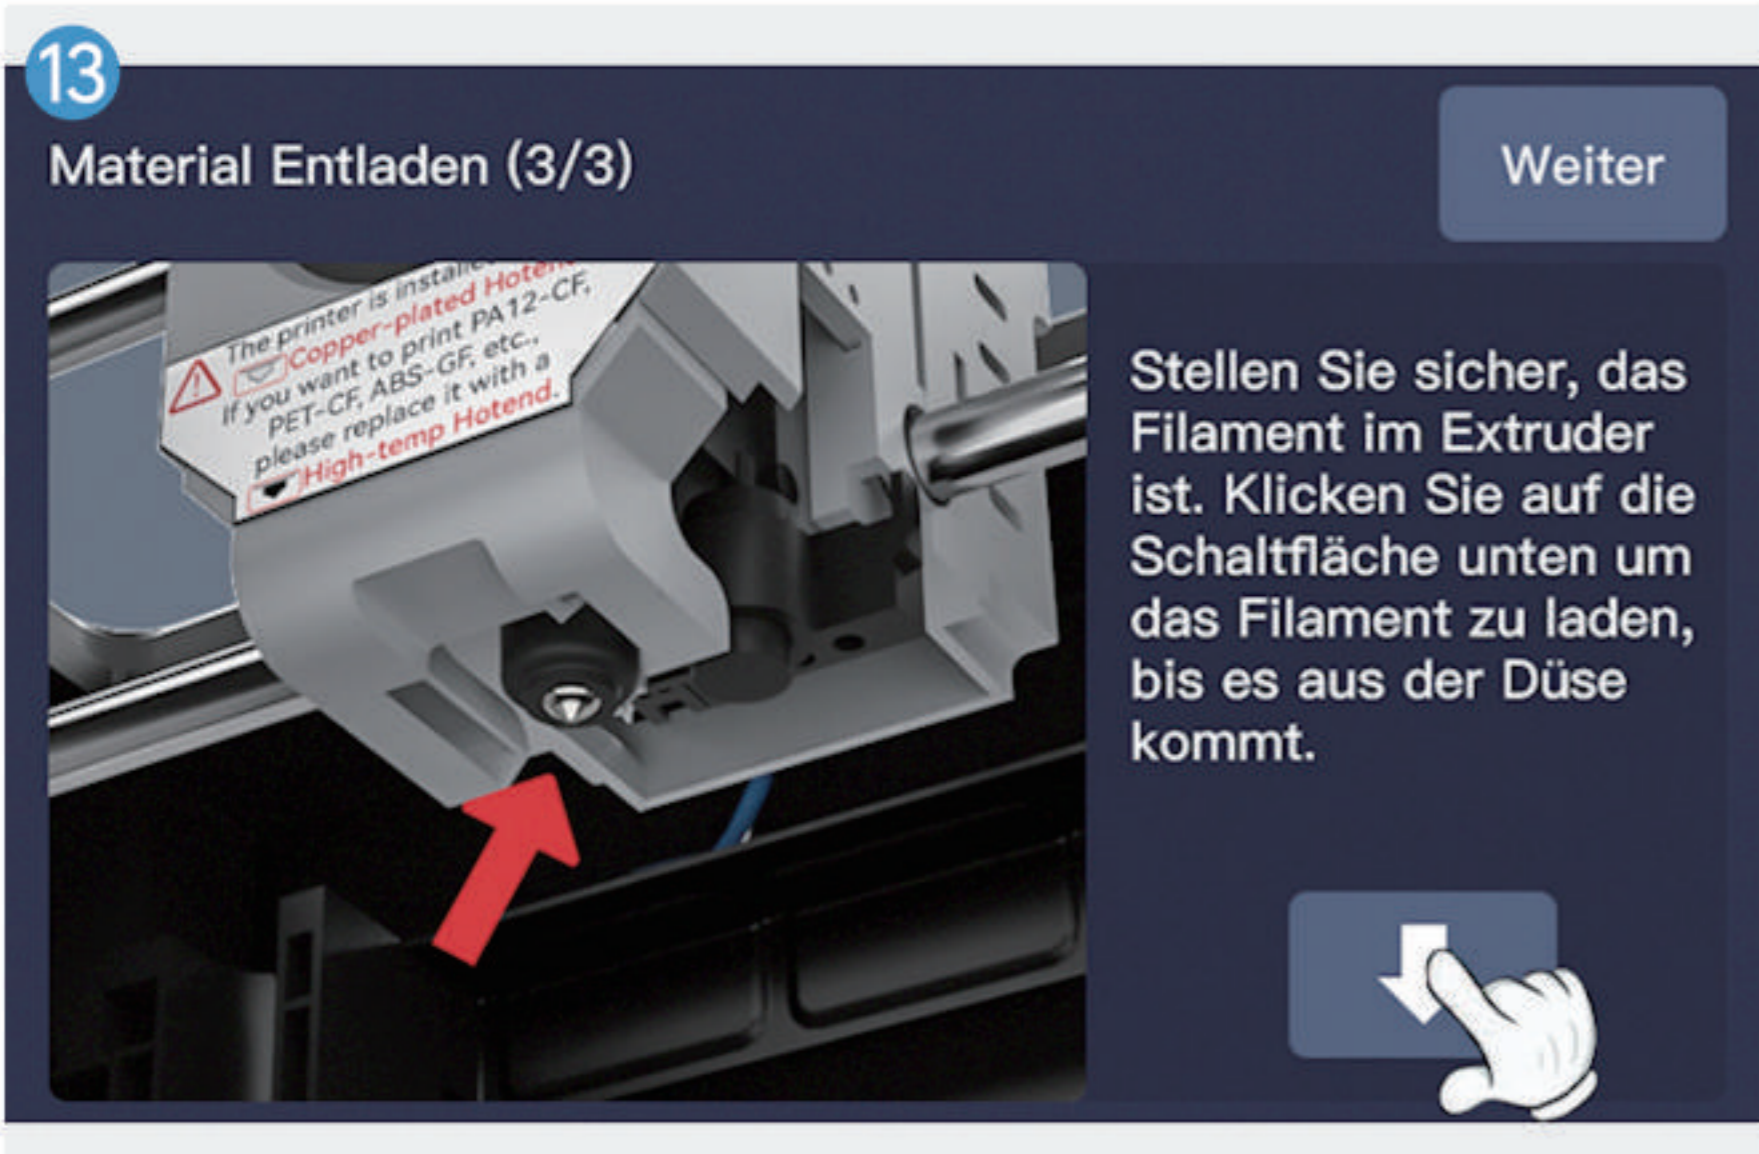 13
Material Entladen (3/3)
Weiter
The printer is installe
Copper-plated Hotend
If you want to print PA12-CF,
PET-CF, ABS-GF, etc.,
please replace it with a
High-temp Hotend.
Stellen Sie sicher, das
Filament im Extruder
ist. Klicken Sie auf die
Schaltfläche unten um
das Filament zu laden,
bis es aus der Düse
kommt.